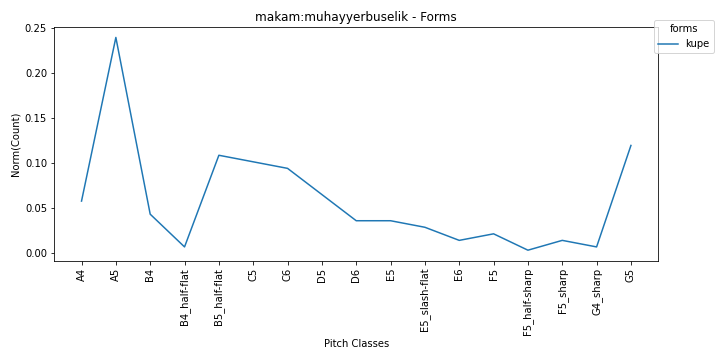 makam:muhayyerbuselik - Forms
forms
kupe
0.25
0.20
0.15
0.10
0.05
0.00
Norm(Count)
A4
A5
B4
B4_half-flat
B5_half-flat
C5
C6
D5
D6
E5
E5_slash-flat
E6
F5
F5_half-sharp
F5_sharp
G4_sharp
G5
Pitch Classes